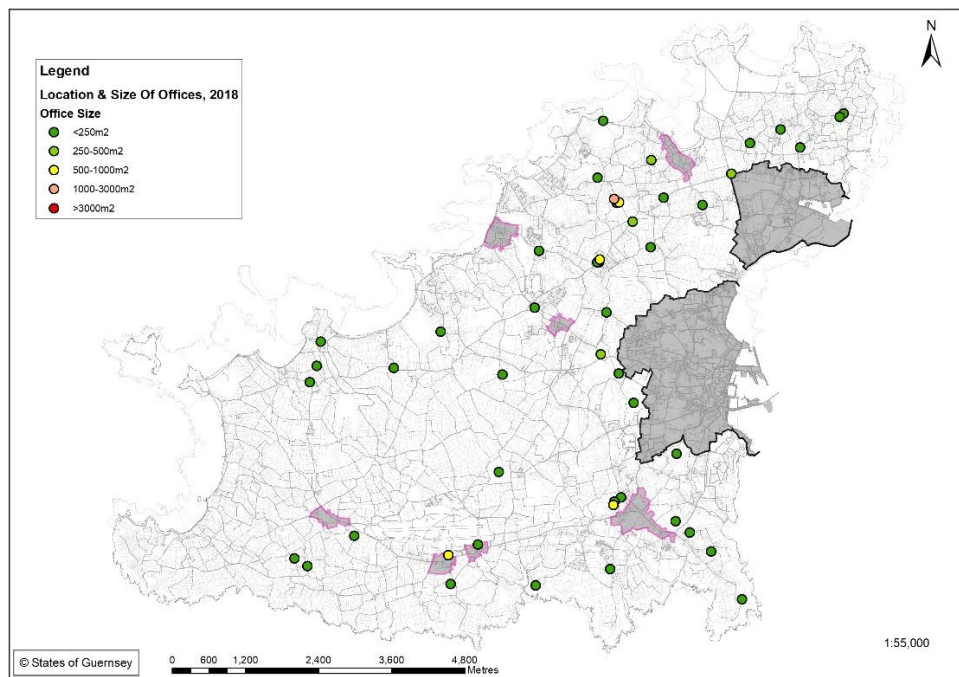 N
Legend
Location & Size Of Offices, 2018
Office Size
<250m2
250-500m2
500-1000m2
1000-3000m2
>3000m2
1:55,000
© States of Guernsey
0 600 1,200 2,400 3,600 4,800
Metres